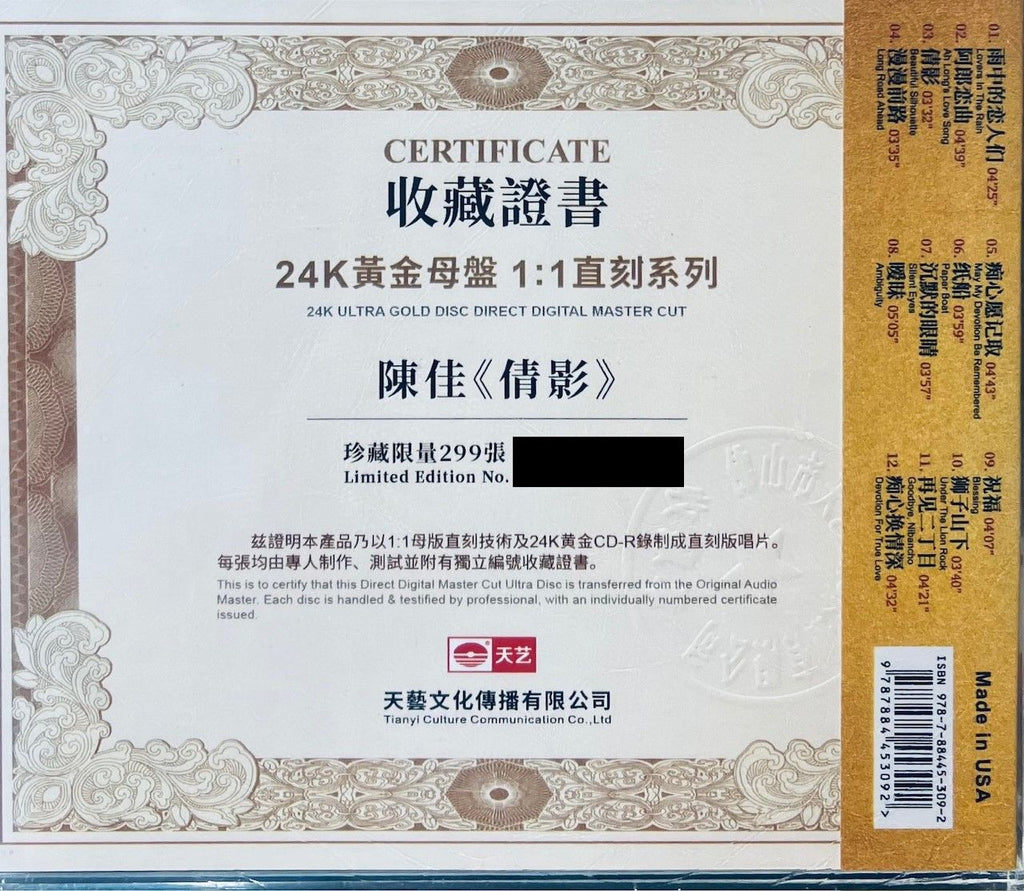 CERTIFICATE
收藏證書
24K黃金母盤 1:1直刻系列
24K ULTRA GOLD DISC DIRECT DIGITAL MASTER CUT
陳佳《倩影》
珍藏限量299張
Limited Edition No.
茲證明本產品乃以1:1母版直刻技術及24K黄金CD-R錄制成直刻版唱片。
每張均由專人制作、測試並附有獨立編號收藏證書。
This is to certify that this Direct Digital Master Cut Ultra Disc is transferred from the Original Audio
Master. Each disc is handled & testified by professional, with an individually numbered certificate
issued.
天艺
天藝文化傳播有限公司
Tianyi Culture Communication Co.,Ltd
01. 雨中的恋人们 04'25"
Lovers In The Rain
02. 阿郎恋曲 04'39"
Ah Long's Love Song
03. 倩影 03'32"
Beautiful Silhouette
04. 漫漫前路 03'35"
Long Road Ahead
05. 痴心愿记取 04'43"
May My Devotion Be Remembered
06. 纸船 03'59"
Paper Boat
07. 沉默的眼睛 03'57"
Silent Eyes
08. 暧昧 05'05"
Ambiguity
09. 祝福 04'07"
Blessing
10. 狮子山下 03'40"
Under The Lion Rock
11. 再见二丁目 04'21"
Goodbye, Nibancho
12. 痴心换情深 04'32"
Devotion For True Love
Made in USA
ISBN 978-7-88445-309-2
9 787884 453092 >